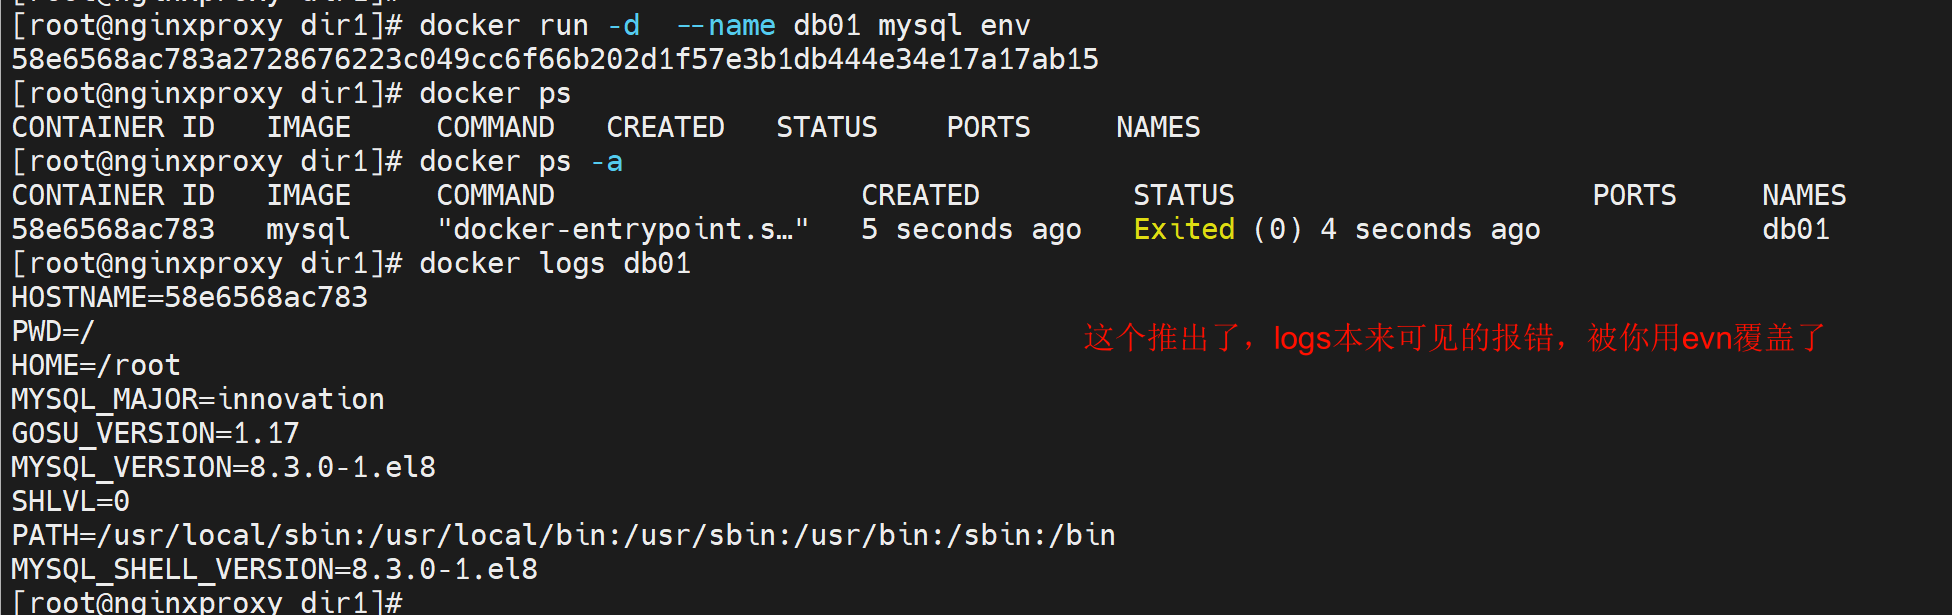 [root@nginxproxy dir1]#
[root@nginxproxy dir1]# docker run -d  --name db01 mysql env
58e6568ac783a2728676223c049cc6f66b202d1f57e3b1db444e34e17a17ab15
[root@nginxproxy dir1]# docker ps
CONTAINER ID   IMAGE     COMMAND   CREATED   STATUS    PORTS     NAMES
[root@nginxproxy dir1]# docker ps -a
CONTAINER ID   IMAGE     COMMAND                  CREATED         STATUS                     PORTS     NAMES
58e6568ac783   mysql     "docker-entrypoint.s…"   5 seconds ago   Exited (0) 4 seconds ago             db01
[root@nginxproxy dir1]# docker logs db01
HOSTNAME=58e6568ac783
PWD=/
这个推出了，logs本来可见的报错，被你用evn覆盖了
HOME=/root
MYSQL_MAJOR=innovation
GOSU_VERSION=1.17
MYSQL_VERSION=8.3.0-1.el8
SHLVL=0
PATH=/usr/local/sbin:/usr/local/bin:/usr/sbin:/usr/bin:/sbin:/bin
MYSQL_SHELL_VERSION=8.3.0-1.el8
[root@nginxproxy dir1]#